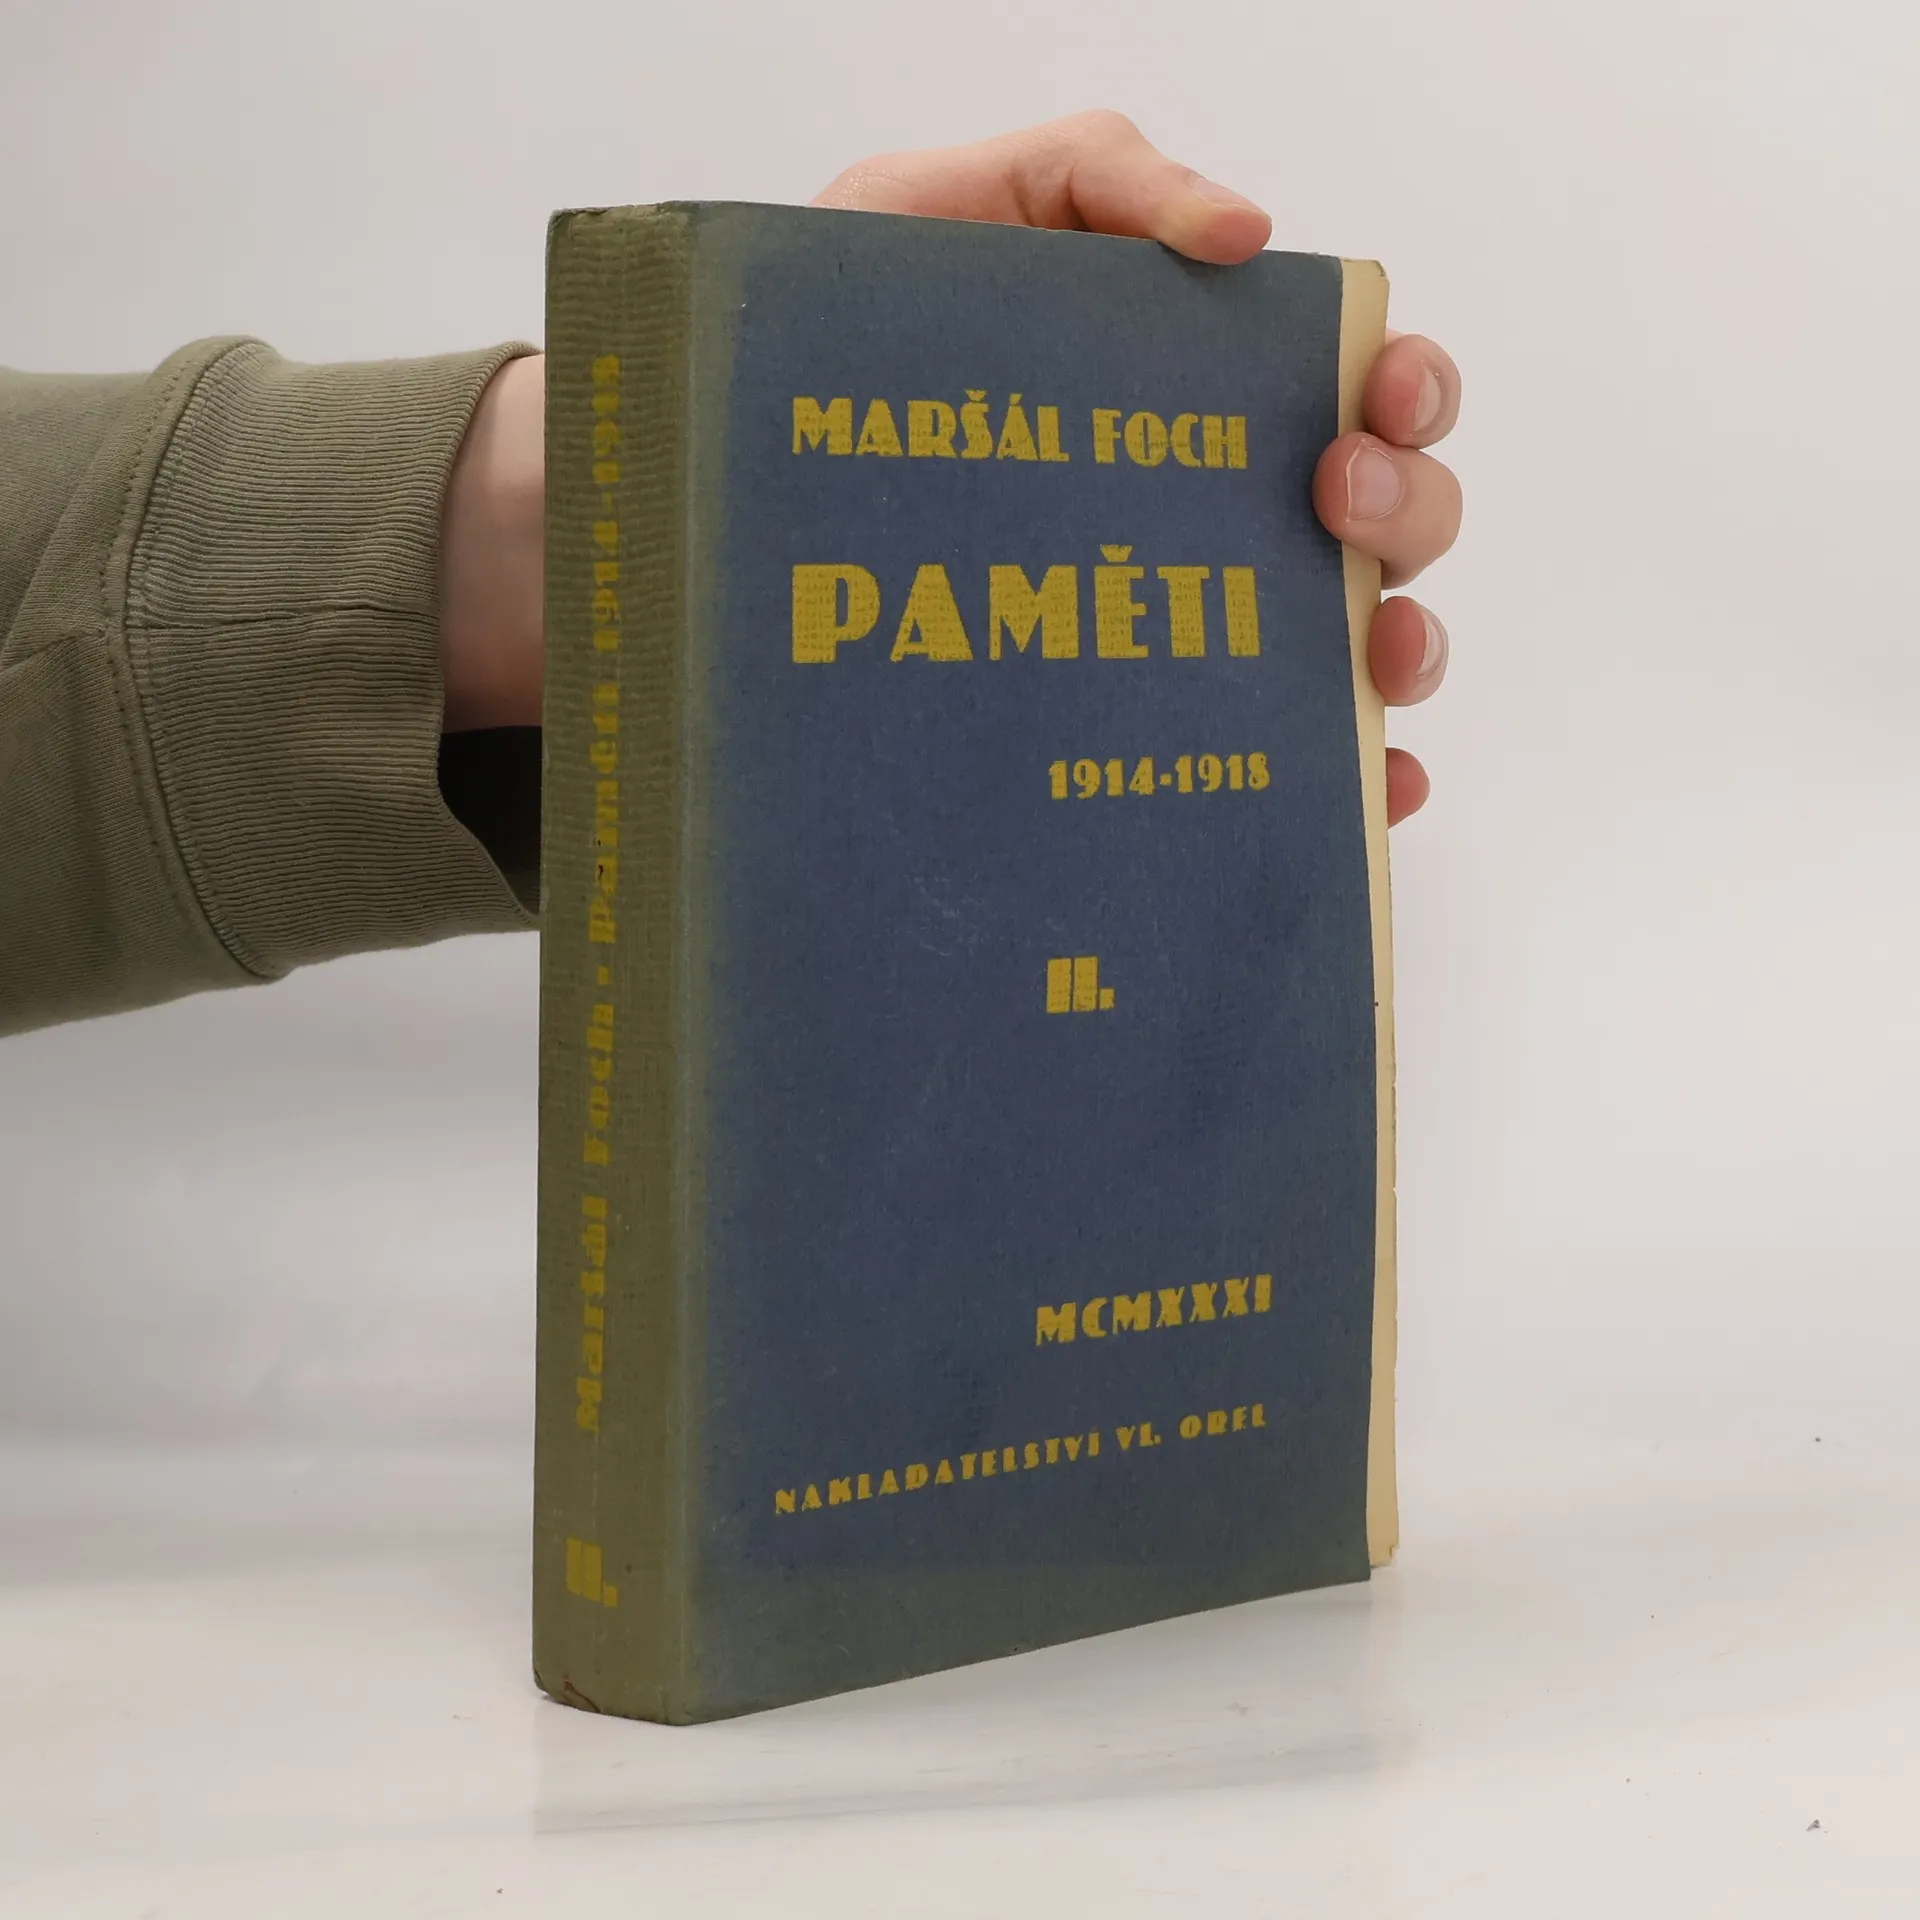 MARŠÁL FOCH
PAMĚTI
1914-1918
II.
MCMXXXI
NAKLADATELSTVÍ VL. OREL
Maršál Foch - Paměti 1914-1918
II.